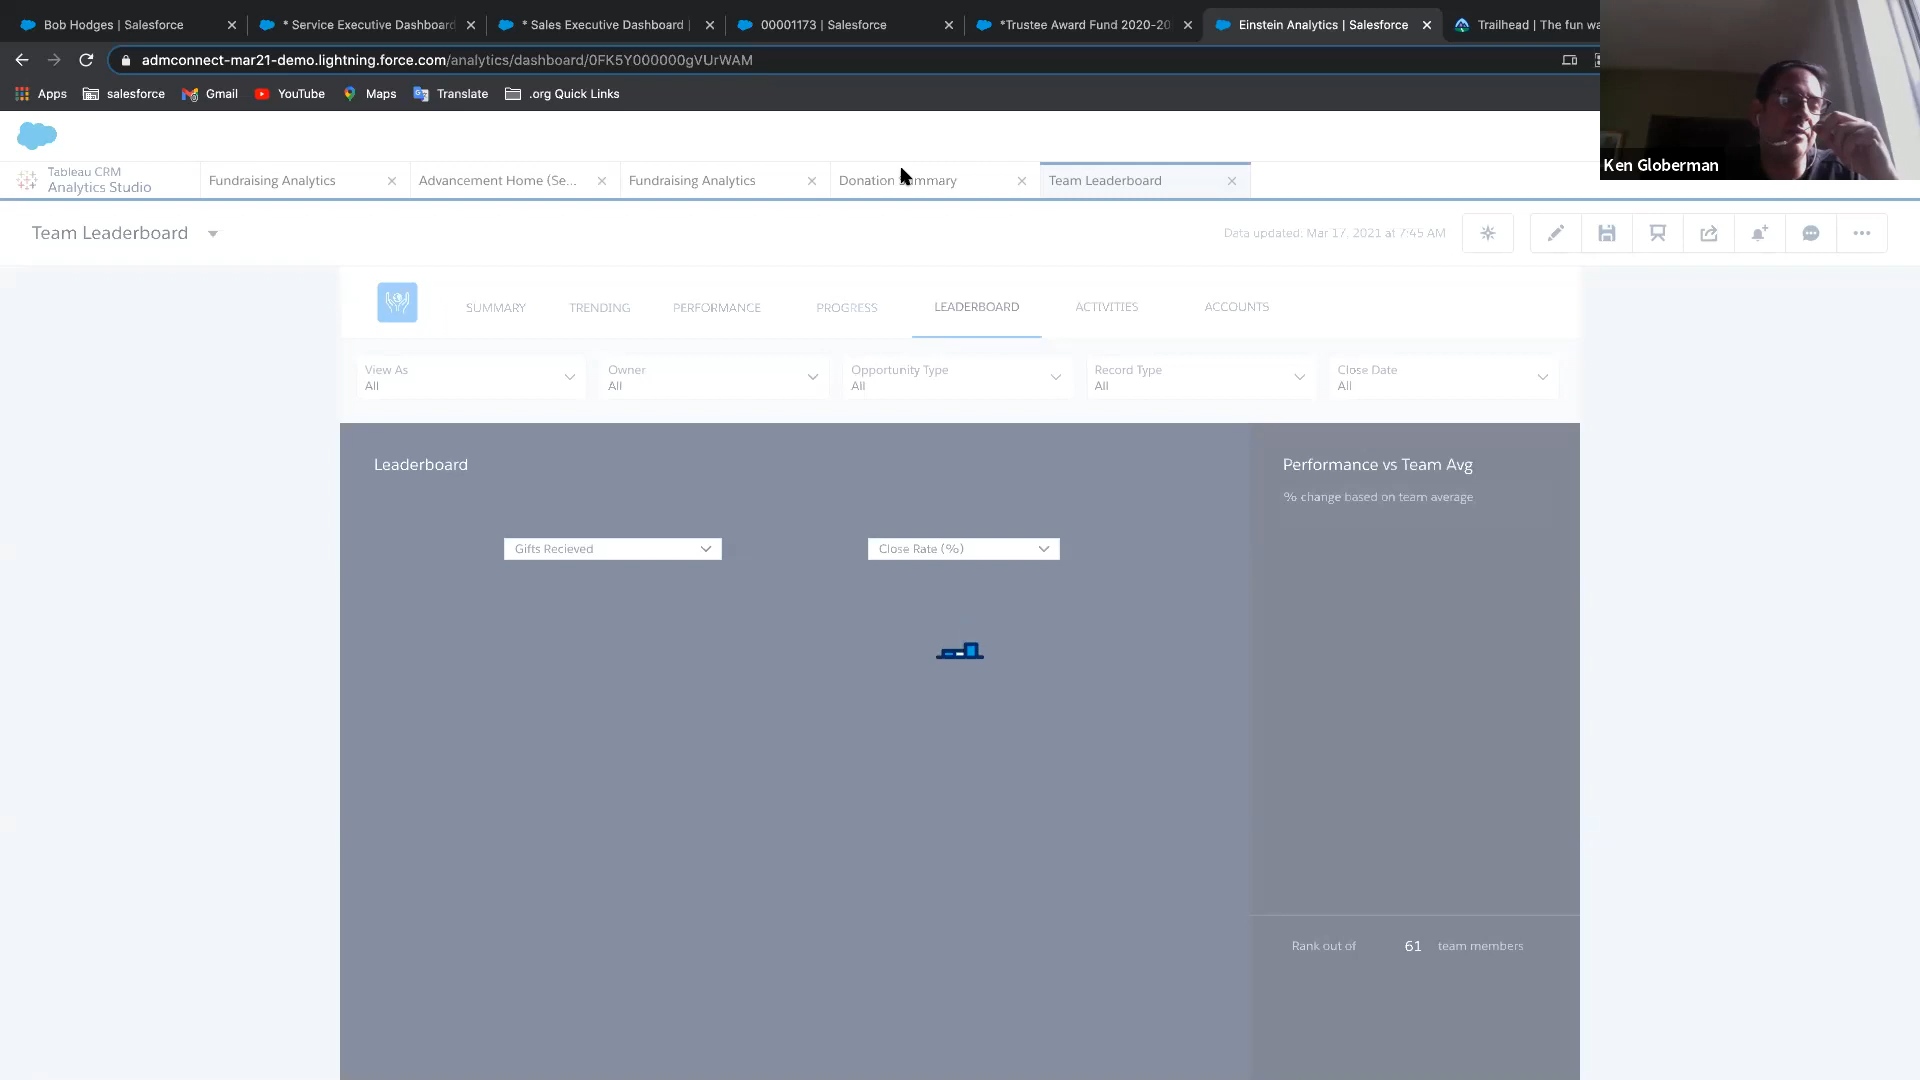 Bob Hodges | Salesforce
* Service Executive Dashboard
* Sales Executive Dashboard |
00001173 | Salesforce
*Trustee Award Fund 2020-20
Einstein Analytics | Salesforce
Trailhead | The fun wa
admconnect-mar21-demo.lightning.force.com/analytics/dashboard/0FK5Y000000gVUrWAM
Apps
salesforce
Gmail
YouTube
Maps
Translate
.org Quick Links
Ken Globerman
Tableau CRM
Analytics Studio
Fundraising Analytics
Advancement Home (Se...
Fundraising Analytics
Donation Summary
Team Leaderboard
Team Leaderboard
Data updated: Mar 17, 2021 at 7:45 AM
SUMMARY
TRENDING
PERFORMANCE
PROGRESS
LEADERBOARD
ACTIVITIES
ACCOUNTS
View As
All
Owner
All
Opportunity Type
All
Record Type
All
Close Date
All
Leaderboard
Performance vs Team Avg
% change based on team average
Gifts Recieved
Close Rate (%)
Rank out of 61 team members